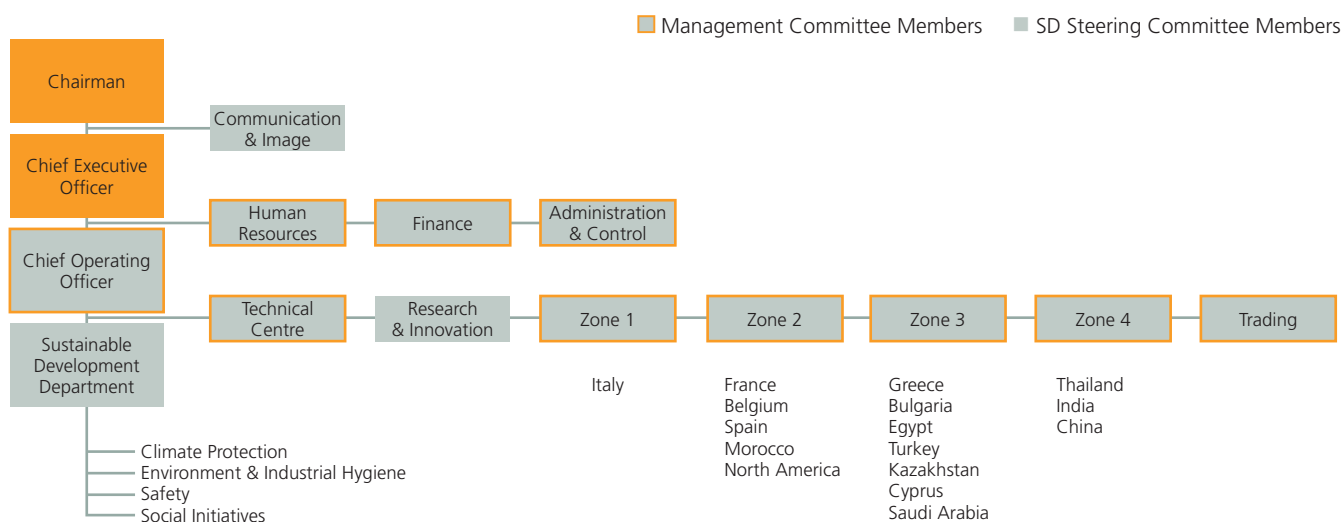 Management Committee Members
SD Steering Committee Members
Chairman
Communication
& Image
Chief Executive
Officer
Human
Resources
Finance
Administration
& Control
Chief Operating
Officer
Technical
Centre
Research
& Innovation
Zone 1
Zone 2
Zone 3
Zone 4
Trading
Sustainable
Development
Department
Italy
France
Belgium
Spain
Morocco
North America
Greece
Bulgaria
Egypt
Turkey
Kazakhstan
Cyprus
Saudi Arabia
Thailand
India
China
Climate Protection
Environment & Industrial Hygiene
Safety
Social Initiatives